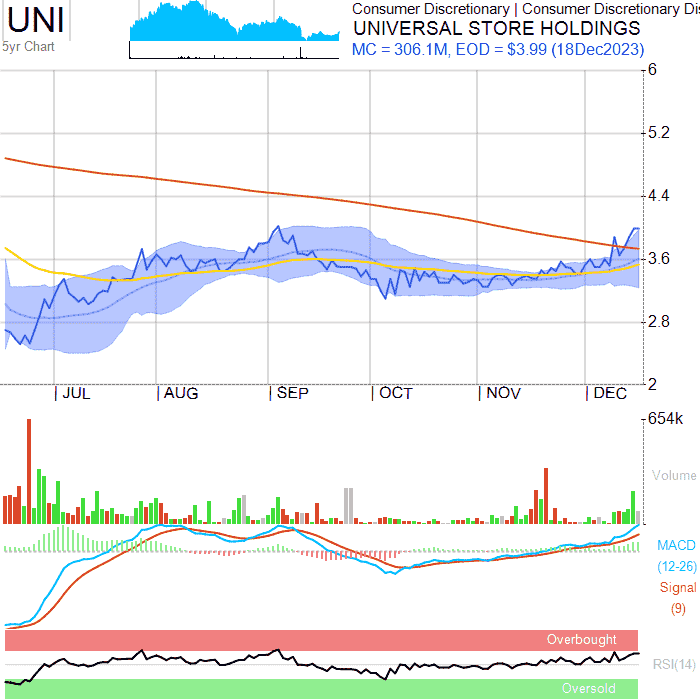 UNI
5yr Chart
Consumer Discretionary | Consumer Discretionary Dis
UNIVERSAL STORE HOLDINGS
MC = 306.1M, EOD = $3.99 (18Dec2023)
6
5.2
4.4
3.6
2.8
2
JUL AUG SEP OCT NOV DEC
654k
Volume
MACD
(12-26)
Signal
(9)
Overbought
RSI(14)
Oversold